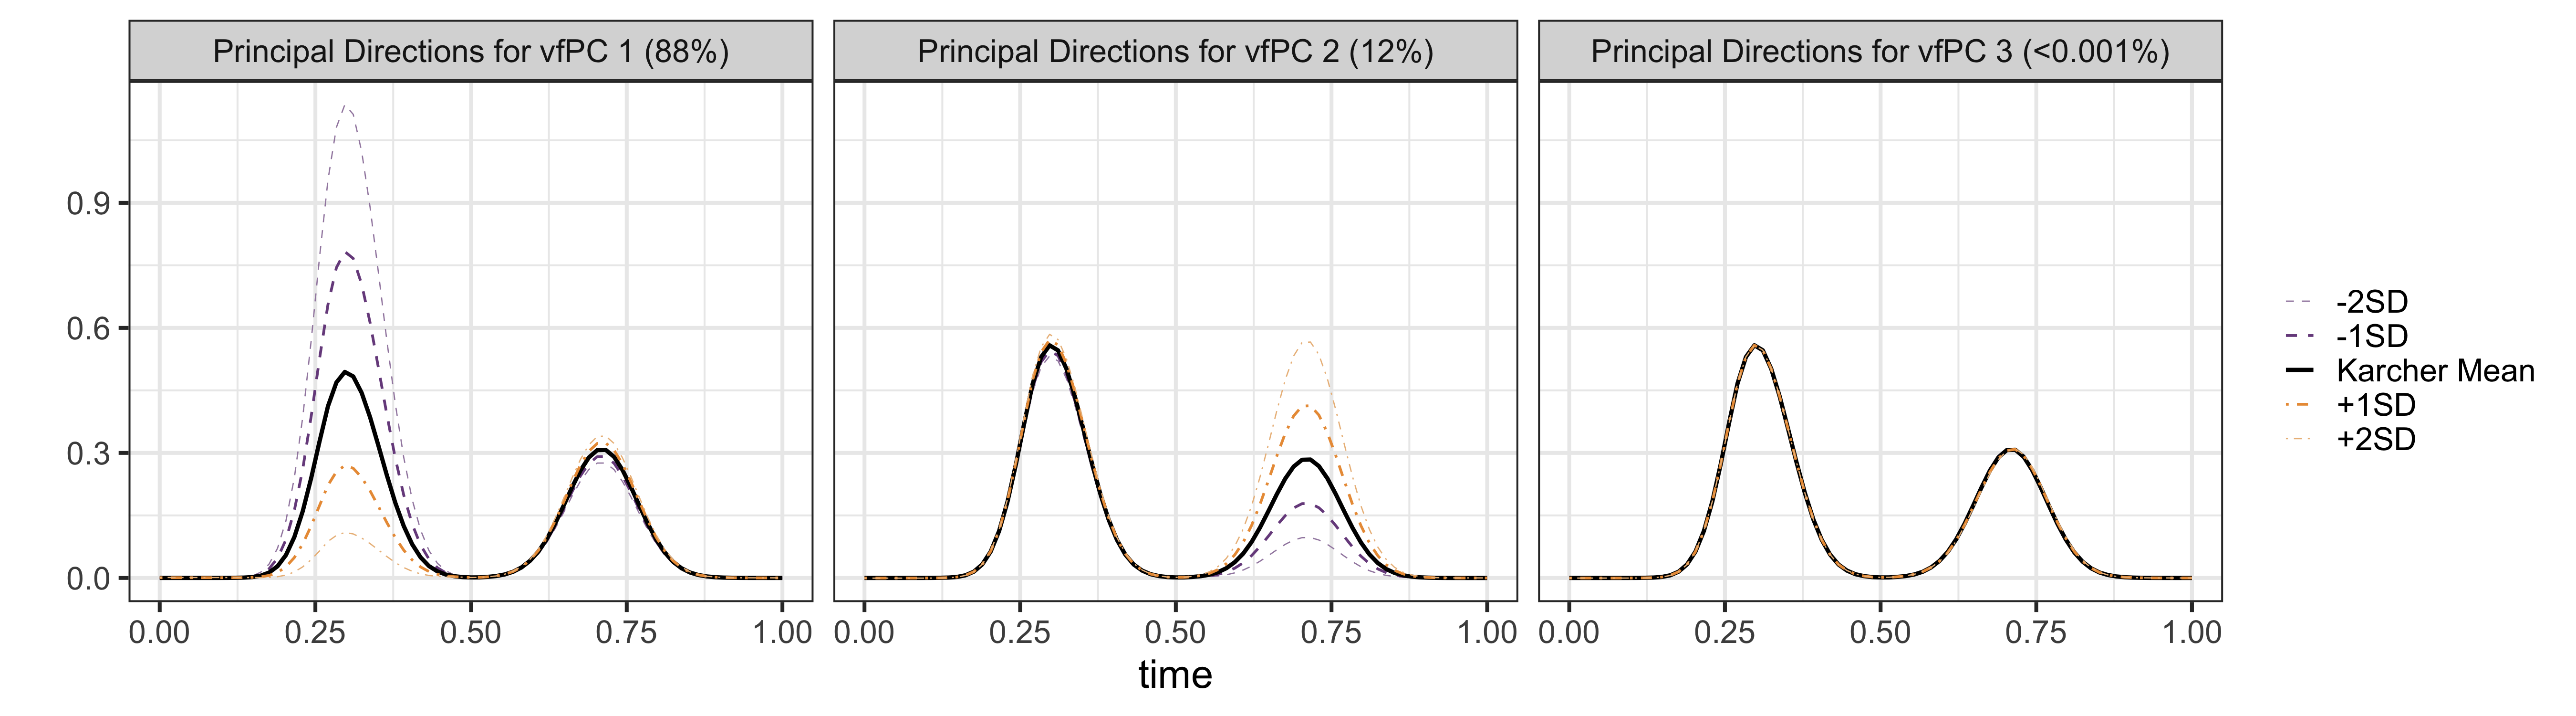 Principal Directions for vfPC 1 (88%)
Principal Directions for vfPC 2 (12%)
Principal Directions for vfPC 3 (<0.001%)
0.9
0.6
0.3
0.0
0.00 0.25 0.50 0.75 1.00
0.00 0.25 0.50 0.75 1.00
0.00 0.25 0.50 0.75 1.00
time
-2SD
-1SD
Karcher Mean
+1SD
+2SD